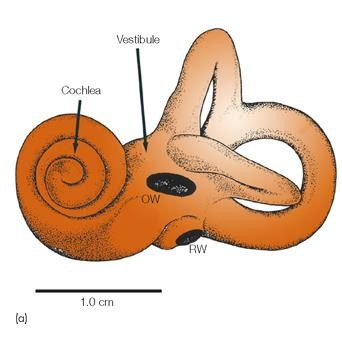 Vestibule
Cochlea
OW
RW
1.0 cm
(a)